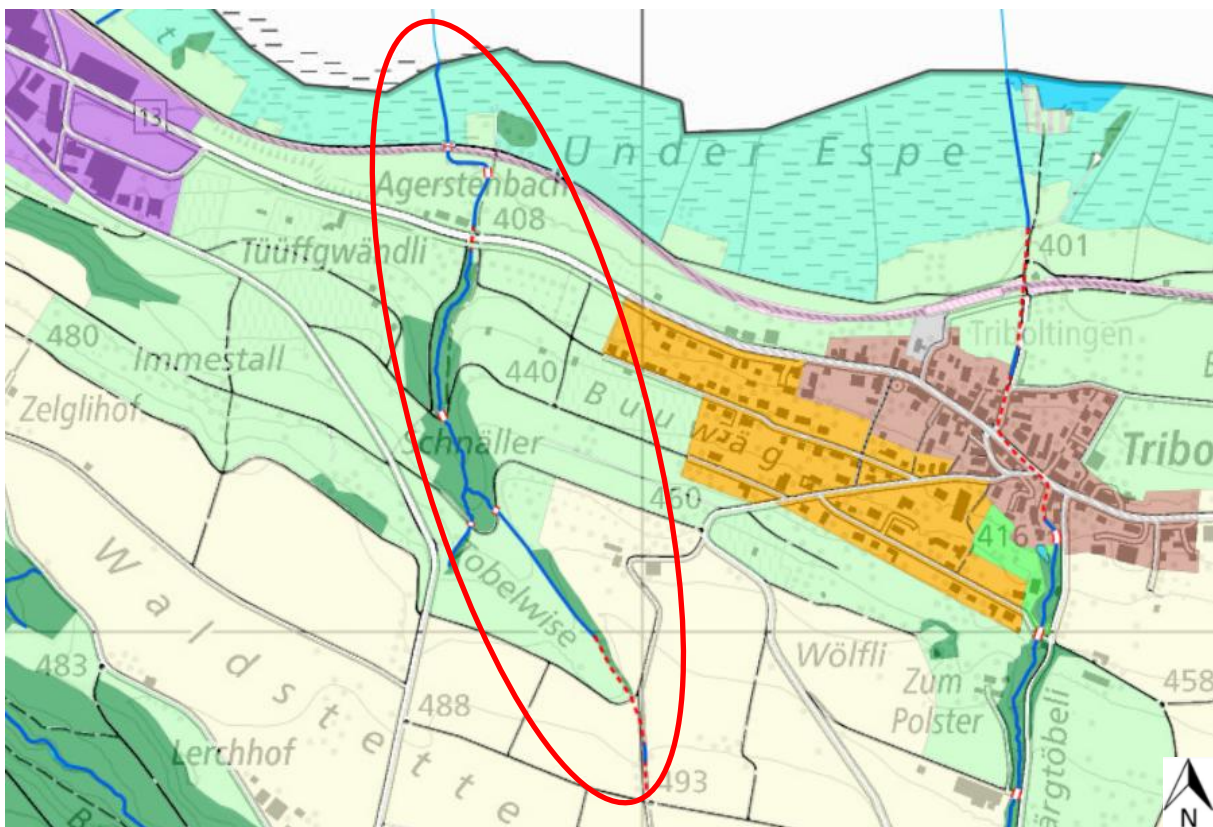 t
13
Under Espe
Agerstenbach
408
Tüüffgwändli
401
Triboltingen
480
Immestall
440
Buuwäg
Zelglihof
Schnäller
Tribo
460
416
Waldstette
Tobelwise
483
Wölfli
488
Zum
Polster
458
Lerchhof
493
ärgtöbeli
B
N